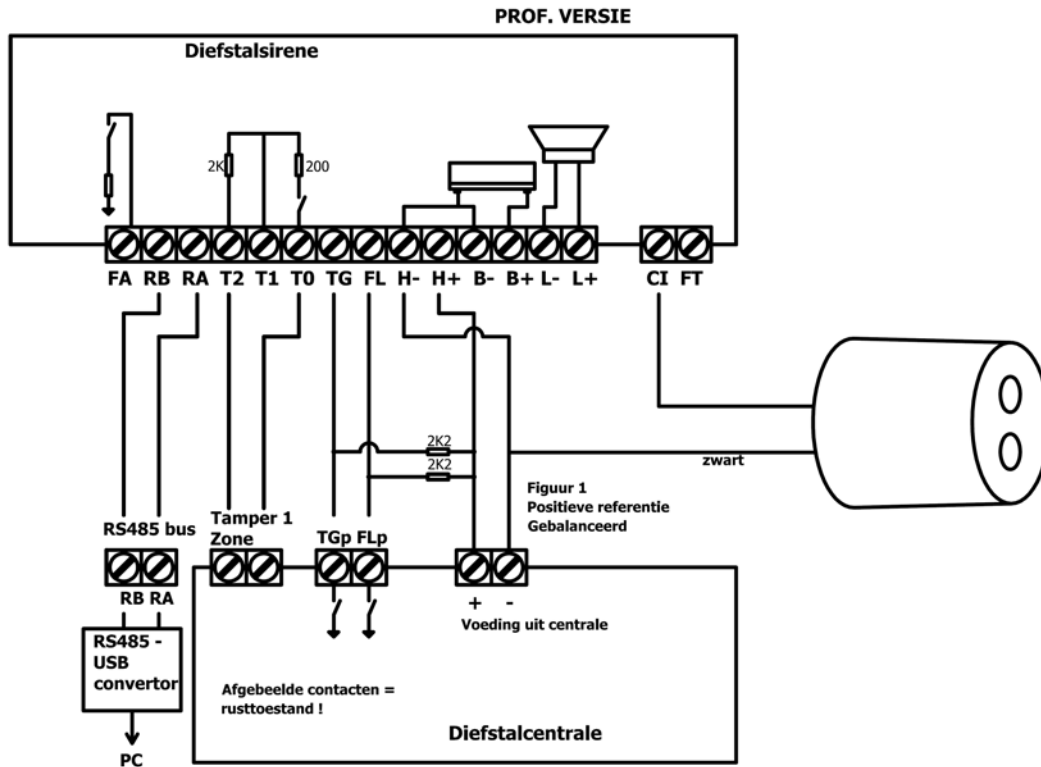 PROF. VERSIE
Diefstalsirene
2K
200
FA RB RA T2 T1 T0 TG FL H- H+ B- B+ L- L+ CI FT
2K2
2K2
zwart
Figuur 1
Positieve referentie
Gebalanceerd
RS485 bus
Tamper 1
Zone
TGp FLp
RB RA
+ -
Voeding uit centrale
RS485 -
USB
convertor
Afgebeelde contacten =
rusttoestand !
Diefstalcentrale
PC